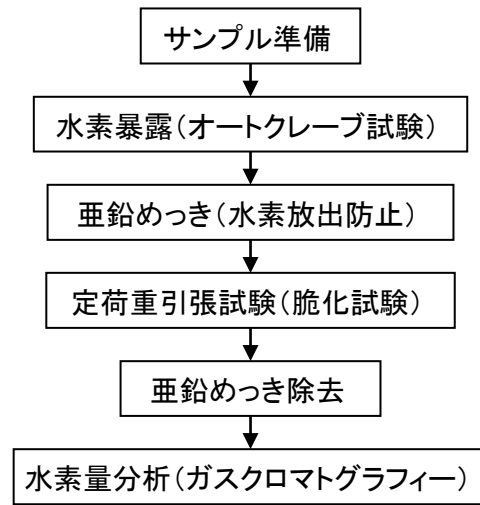 サンプル準備
水素暴露(オートクレーブ試験)
亜鉛めっき(水素放出防止)
定荷重引張試験(脆化試験)
亜鉛めっき除去
水素量分析(ガスクロマトグラフィー)